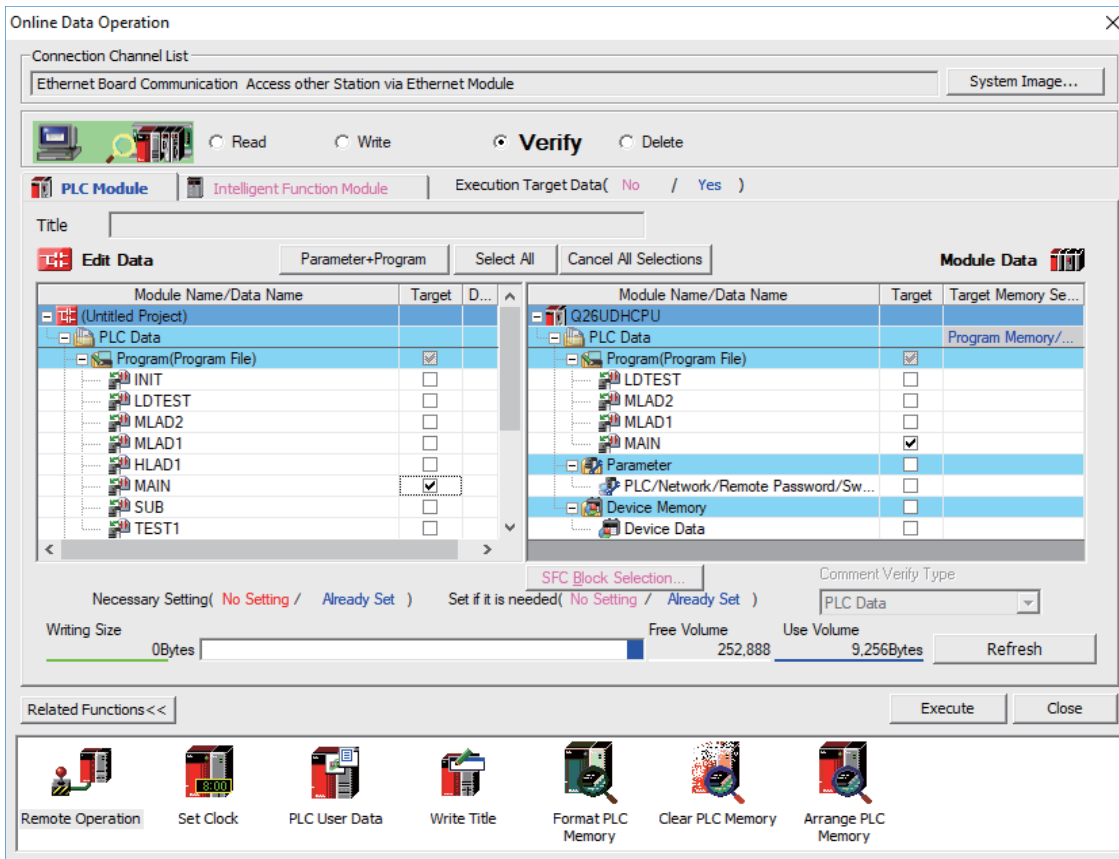 Online Data Operation
Connection Channel List
Ethernet Board Communication Access other Station via Ethernet Module
System Image...
Read Write Verify Delete
PLC Module Intelligent Function Module Execution Target Data( No / Yes )
Title
Edit Data Parameter+Program Select All Cancel All Selections Module Data
Module Name/Data Name Target D...
(Untitled Project)
PLC Data
Program(Program File)
INIT
LDTEST
MLAD2
MLAD1
HLAD1
MAIN
SUB
TEST1
Module Name/Data Name Target Target Memory Se...
Q26UDHCPU
PLC Data Program Memory/...
Program(Program File)
LDTEST
MLAD2
MLAD1
MAIN
Parameter
PLC/Network/Remote Password/Sw...
Device Memory
Device Data
SFC Block Selection... Comment Verify Type
Necessary Setting( No Setting / Already Set ) Set if it is needed( No Setting / Already Set ) PLC Data
Writing Size Free Volume Use Volume
0Bytes 252,888 9,256Bytes Refresh
Related Functions<< Execute Close
8:00
Remote Operation Set Clock PLC User Data Write Title Format PLC Memory Clear PLC Memory Arrange PLC Memory